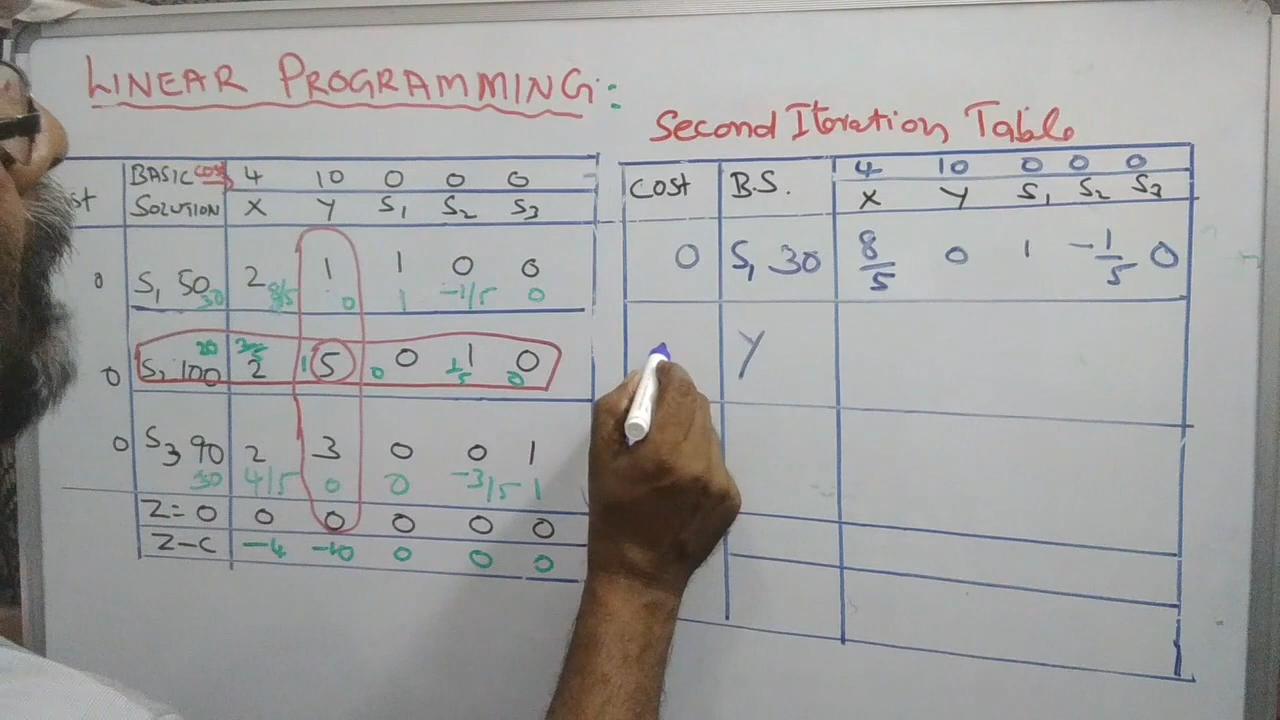 LINEAR PROGRAMMING:
Second Iteration Table
BASIC COST 4 10 0 0 0
st SOLUTION X Y S1 S2 S3
0 S1 50 2 1 1 0 0
30 8/5 0 1 -1/5 0
20 1 1/5 0 0
0 S2 100 2 5 0 1 0
0 S3 90 2 3 0 0 1
30 4/5 0 0 -3/5 1
Z=0 0 0 0 0 0
Z-C -4 -10 0 0 0
4 10 0 0 0
COST B.S. X Y S1 S2 S3
0 S1 30 8/5 0 1 -1/5 0
Y